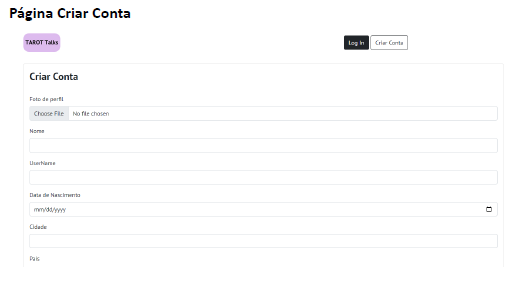 Página Criar Conta
TAROT Talks
Log In Criar Conta
Criar Conta
Foto de perfil
Choose File No file chosen
Nome
UserName
Data de Nascimento
mm/dd/yyyy
Cidade
País